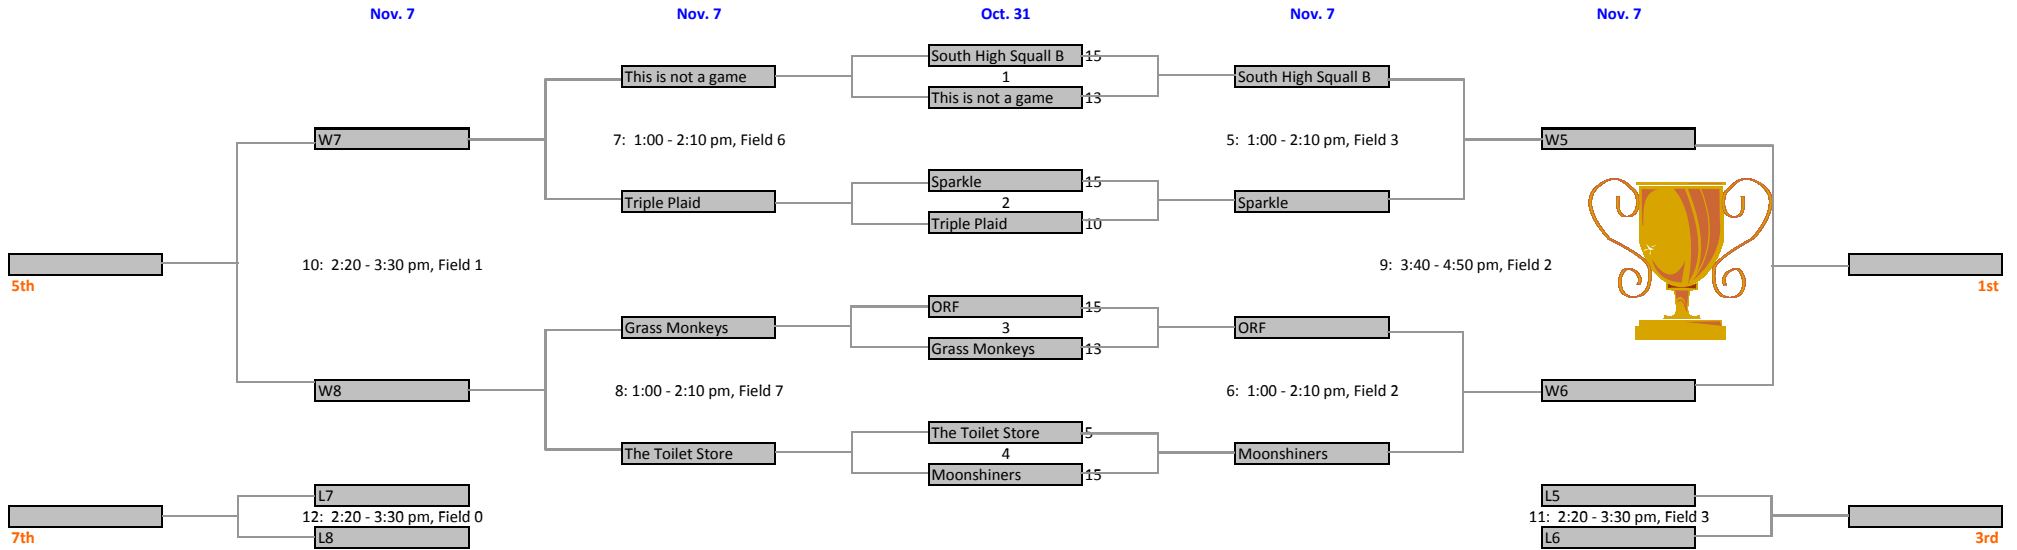 Nov. 7 Nov. 7 Oct. 31 Nov. 7 Nov. 7
South High Squall B 15
This is not a game 1 South High Squall B
This is not a game 13
W7 7: 1:00 - 2:10 pm, Field 6 5: 1:00 - 2:10 pm, Field 3 W5
Sparkle 15
Triple Plaid 2 Sparkle
Triple Plaid 10
10: 2:20 - 3:30 pm, Field 1 9: 3:40 - 4:50 pm, Field 2
5th 1st
ORF 15
Grass Monkeys 3 ORF
Grass Monkeys 13
W8 8: 1:00 - 2:10 pm, Field 7 6: 1:00 - 2:10 pm, Field 2 W6
The Toilet Store 5
The Toilet Store 4 Moonshiners
Moonshiners 15
L7 L5
12: 2:20 - 3:30 pm, Field 0 11: 2:20 - 3:30 pm, Field 3
7th L8 L6 3rd